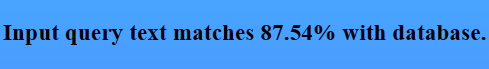 Input query text matches 87.54% with database.